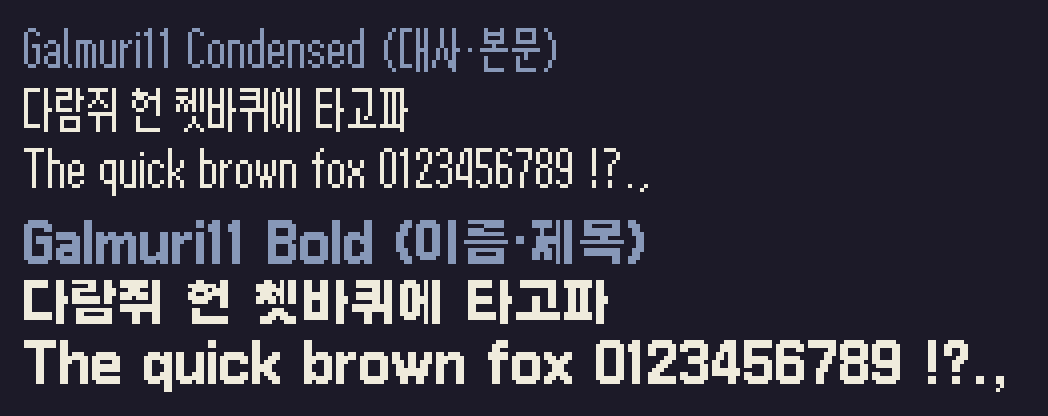 Galmuri11 Condensed (대사·본문)
다람쥐 헌 쳇바퀴에 타고파
The quick brown fox 0123456789 !?.,
Galmuri11 Bold (이름·제목)
다람쥐 헌 쳇바퀴에 타고파
The quick brown fox 0123456789 !?.,